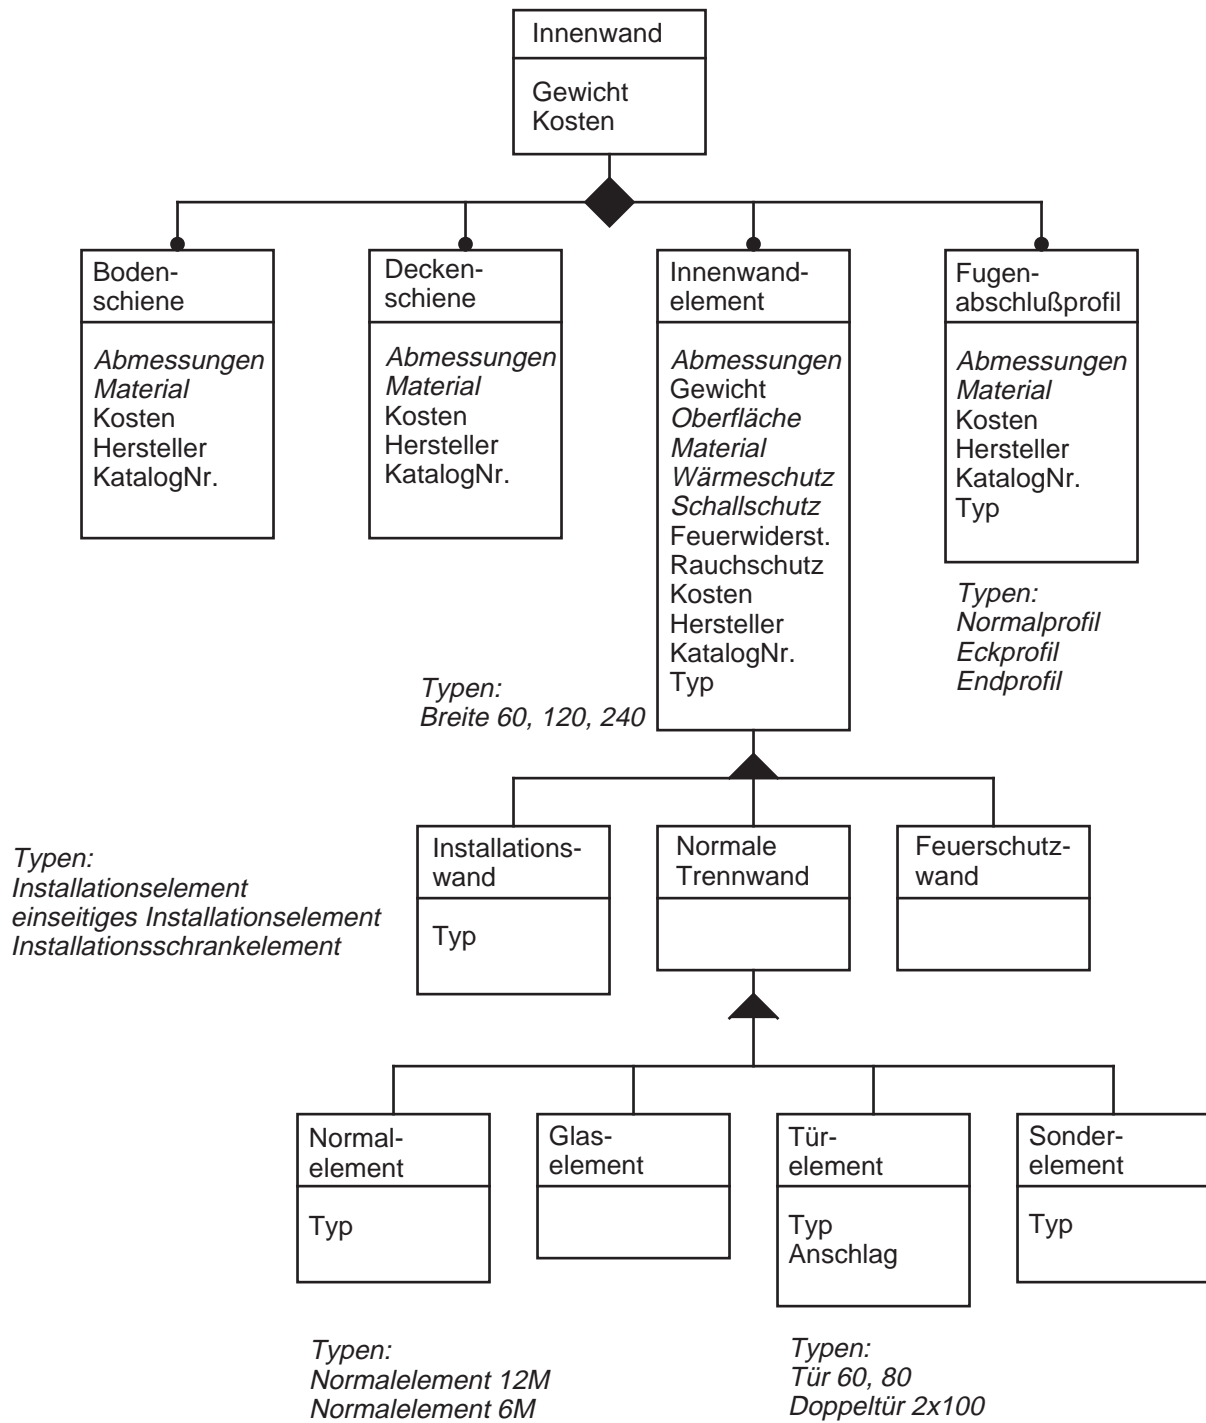 Innenwand
Gewicht
Kosten
Boden-
schiene
Abmessungen
Material
Kosten
Hersteller
KatalogNr.
Decken-
schiene
Abmessungen
Material
Kosten
Hersteller
KatalogNr.
Innenwand-
element
Abmessungen
Gewicht
Oberfläche
Material
Wärmeschutz
Schallschutz
Feuerwiderst.
Rauchschutz
Kosten
Hersteller
KatalogNr.
Typ
Fugen-
abschlußprofil
Abmessungen
Material
Kosten
Hersteller
KatalogNr.
Typ
Typen:
Normalprofil
Eckprofil
Endprofil
Typen:
Breite 60, 120, 240
Typen:
Installationselement
einseitiges Installationselement
Installationsschrankelement
Installations-
wand
Typ
Normale
Trennwand
Feuerschutz-
wand
Normal-
element
Typ
Glas-
element
Tür-
element
Typ
Anschlag
Sonder-
element
Typ
Typen:
Normalelement 12M
Normalelement 6M
Typen:
Tür 60, 80
Doppeltür 2x100